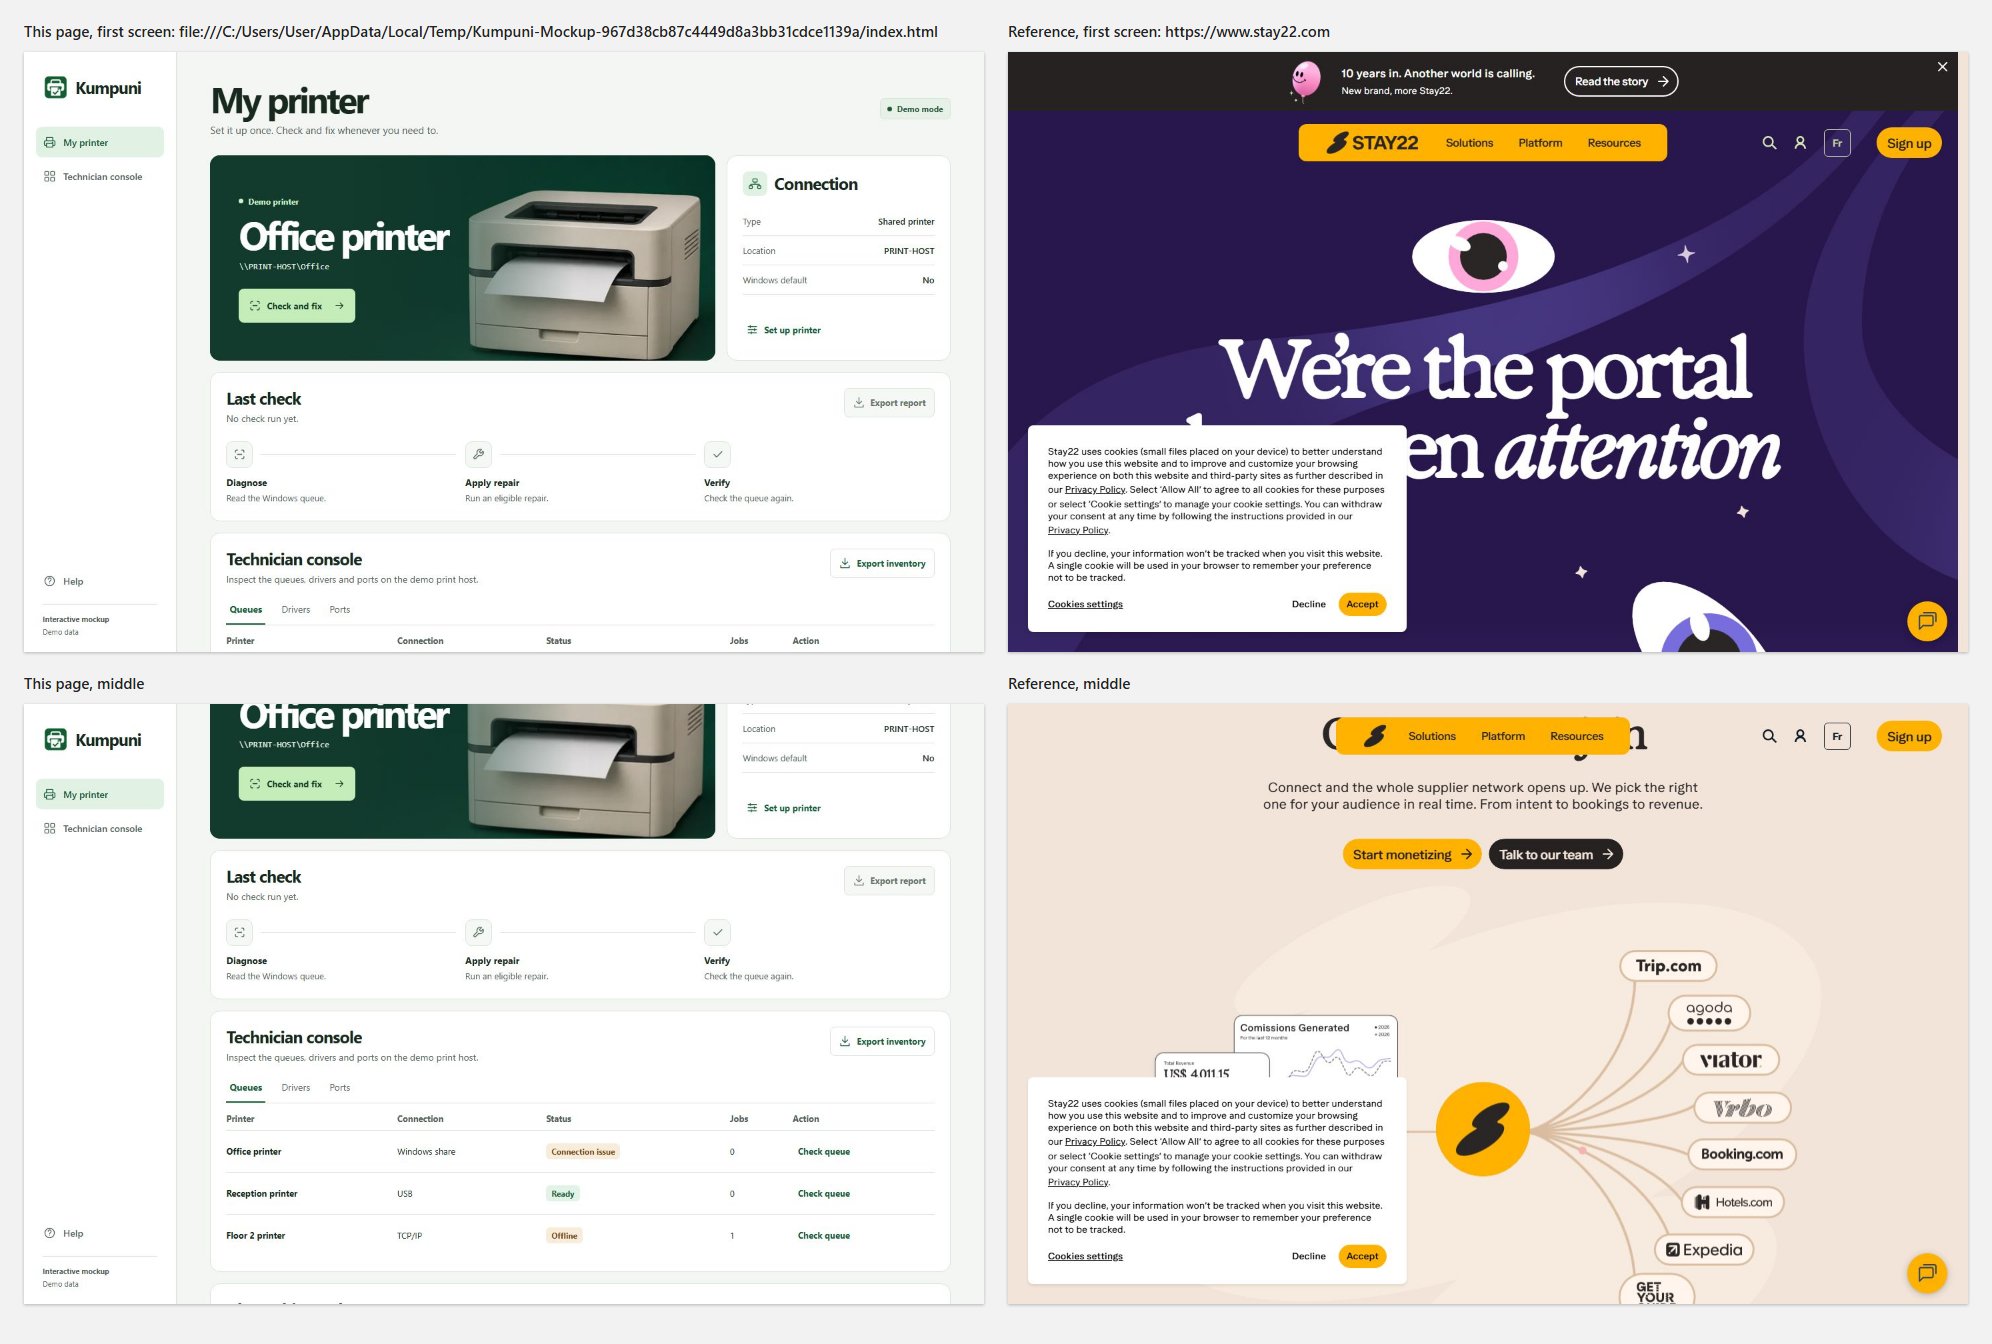 This page, first screen: file:///C:/Users/User/AppData/Local/Temp/Kumpuni-Mockup-967d38cb87c4449d8a3bb31cdce1139a/index.html
Kumpuni
My printer
Technician console
Help
Interactive mockup
Demo data
My printer
Set it up once. Check and fix whenever you need to.
Demo mode
Demo printer
Office printer
\\PRINT-HOST\Office
Check and fix
Connection
Type Shared printer
Location PRINT-HOST
Windows default No
Set up printer
Last check
No check run yet.
Export report
Diagnose
Read the Windows queue.
Apply repair
Run an eligible repair.
Verify
Check the queue again.
Technician console
Inspect the queues, drivers and ports on the demo print host.
Export inventory
Queues Drivers Ports
Printer Connection Status Jobs Action
Reference, first screen: https://www.stay22.com
10 years in. Another world is calling.
New brand, more Stay22.
Read the story
STAY22 Solutions Platform Resources
Fr
Sign up
We're the portal
en attention
Stay22 uses cookies (small files placed on your device) to better understand
how you use this website and to improve and customize your browsing
experience on both this website and third-party sites as further described in
our Privacy Policy. Select 'Allow All' to agree to all cookies for these purposes
or select 'Cookie settings' to manage your cookie settings. You can withdraw
your consent at any time by following the instructions provided in our
Privacy Policy.
If you decline, your information won't be tracked when you visit this website.
A single cookie will be used in your browser to remember your preference
not to be tracked.
Cookies settings Decline Accept
This page, middle
Kumpuni
My printer
Technician console
Help
Interactive mockup
Demo data
Office printer
\\PRINT-HOST\Office
Check and fix
Location PRINT-HOST
Windows default No
Set up printer
Last check
No check run yet.
Export report
Diagnose
Read the Windows queue.
Apply repair
Run an eligible repair.
Verify
Check the queue again.
Technician console
Inspect the queues, drivers and ports on the demo print host.
Export inventory
Queues Drivers Ports
Printer Connection Status Jobs Action
Office printer Windows share Connection issue 0 Check queue
Reception printer USB Ready 0 Check queue
Floor 2 printer TCP/IP Offline 1 Check queue
Reference, middle
Solutions Platform Resources
Fr
Sign up
Connect and the whole supplier network opens up. We pick the right
one for your audience in real time. From intent to bookings to revenue.
Start monetizing
Talk to our team
Trip.com
agoda
viator
Vrbo
Booking.com
Hotels.com
Expedia
GET
YOUR
Comissions Generated
For the last 12 months
Total Revenue
US$ 4,011.15
Stay22 uses cookies (small files placed on your device) to better understand
how you use this website and to improve and customize your browsing
experience on both this website and third-party sites as further described in
our Privacy Policy. Select 'Allow All' to agree to all cookies for these purposes
or select 'Cookie settings' to manage your cookie settings. You can withdraw
your consent at any time by following the instructions provided in our
Privacy Policy.
If you decline, your information won't be tracked when you visit this website.
A single cookie will be used in your browser to remember your preference
not to be tracked.
Cookies settings Decline Accept